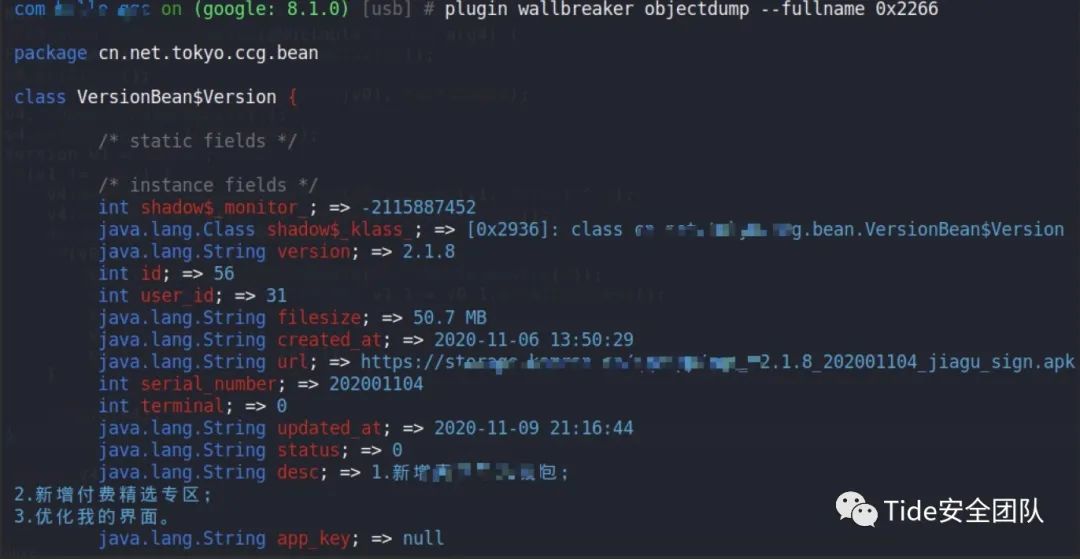 com on (google: 8.1.0) [usb] # plugin wallbreaker objectdump --fullname 0x2266
package cn.net.tokyo.ccg.bean
class VersionBean$Version {
/* static fields */
/* instance fields */
int shadow$_monitor_; => -2115887452
java.lang.Class shadow$_klass_; => [0x2936]: class g.bean.VersionBean$Version
java.lang.String version; => 2.1.8
int id; => 56
int user_id; => 31
java.lang.String filesize; => 50.7 MB
java.lang.String created_at; => 2020-11-06 13:50:29
java.lang.String url; => https://st 2.1.8_202001104_jiagu_sign.apk
int serial_number; => 202001104
int terminal; => 0
java.lang.String updated_at; => 2020-11-09 21:16:44
java.lang.String status; => 0
java.lang.String desc; => 1.新增 包;
2.新增付费精选专区;
3.优化我的界面。
java.lang.String app_key; => null
Tide安全团队